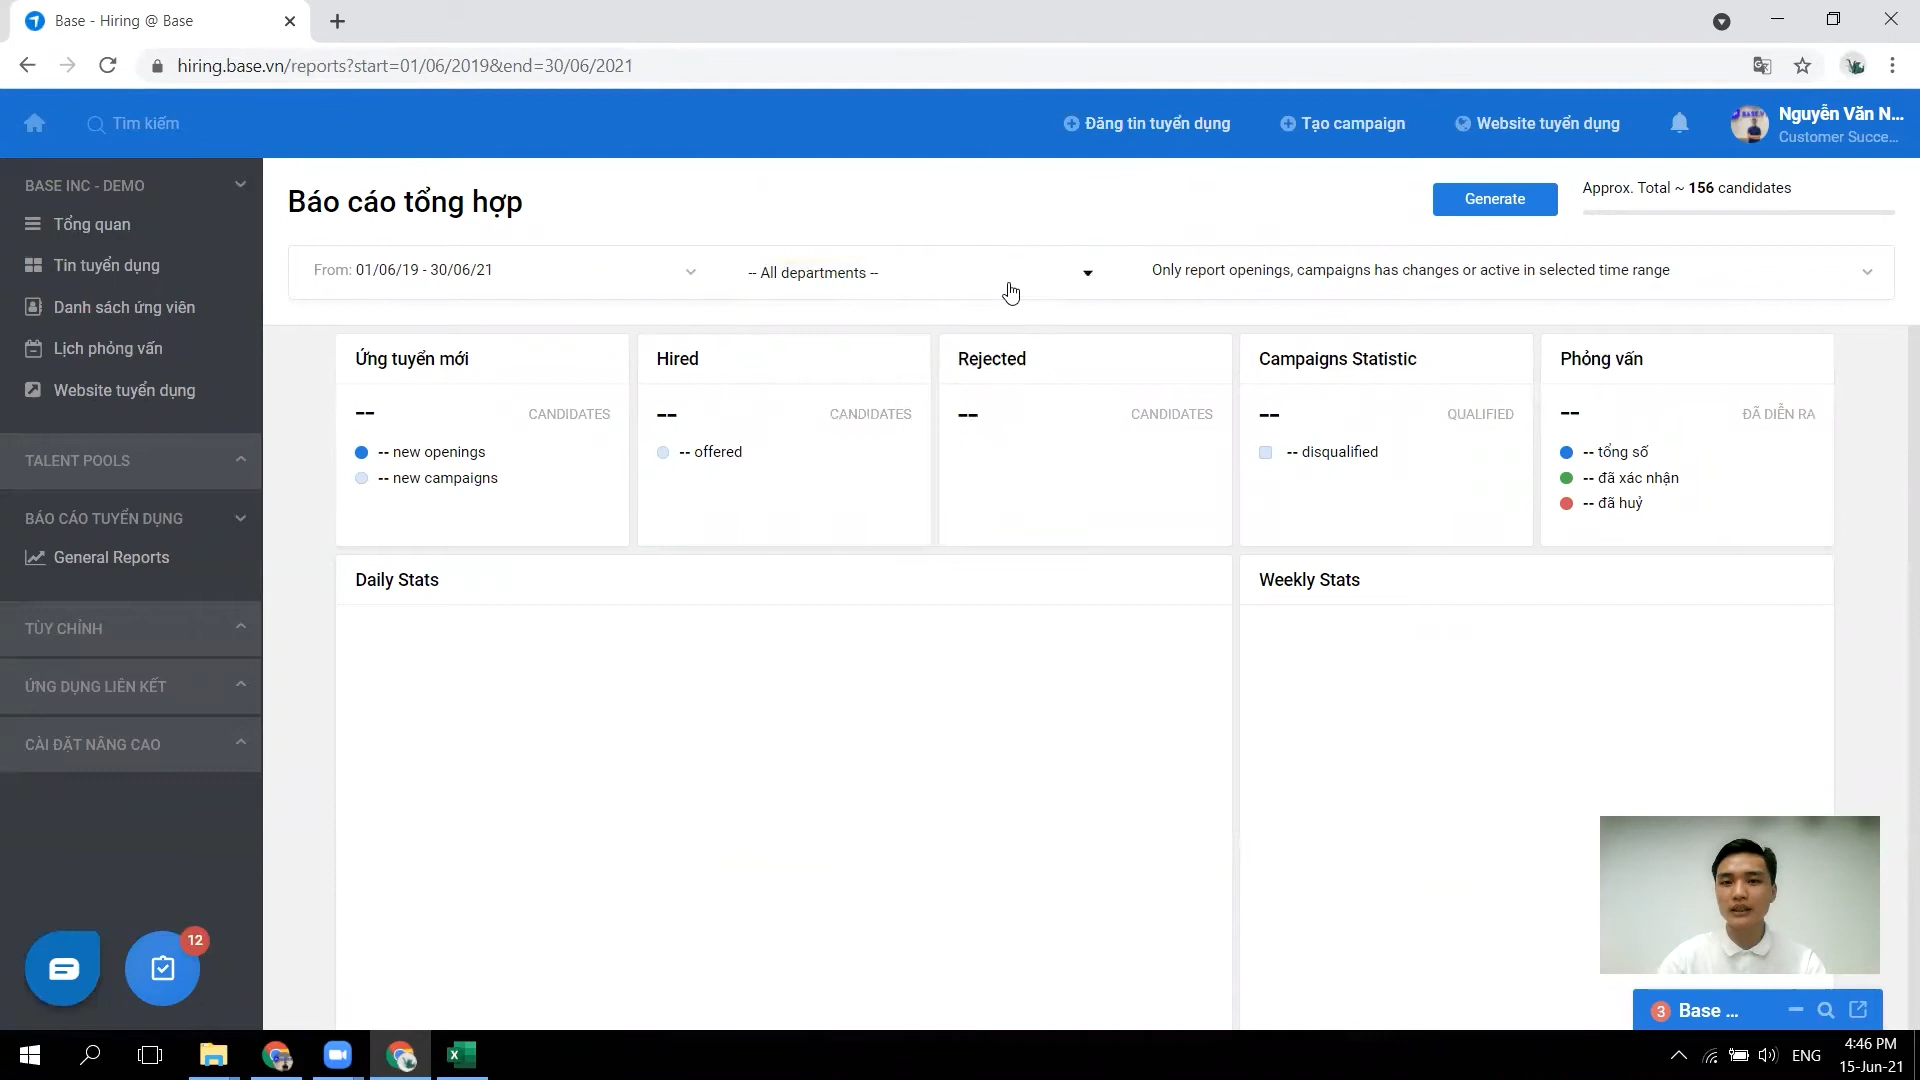 Base - Hiring @ Base
hiring.base.vn/reports?start=01/06/2019&end=30/06/2021
Tìm kiếm
Đăng tin tuyển dụng
Tạo campaign
Website tuyển dụng
Nguyễn Văn N...
Customer Succe...
BASE INC - DEMO
Tổng quan
Tin tuyển dụng
Danh sách ứng viên
Lịch phỏng vấn
Website tuyển dụng
TALENT POOLS
BÁO CÁO TUYỂN DỤNG
General Reports
TÙY CHỈNH
ỨNG DỤNG LIÊN KẾT
CÀI ĐẶT NÂNG CAO
12
Báo cáo tổng hợp
Generate
Approx. Total ~ 156 candidates
From: 01/06/19 - 30/06/21
-- All departments --
Only report openings, campaigns has changes or active in selected time range
Ứng tuyển mới
-- CANDIDATES
-- new openings
-- new campaigns
Hired
-- CANDIDATES
-- offered
Rejected
-- CANDIDATES
Campaigns Statistic
-- QUALIFIED
-- disqualified
Phỏng vấn
-- ĐÃ DIỄN RA
-- tổng số
-- đã xác nhận
-- đã huỷ
Daily Stats
Weekly Stats
3 Base ...
ENG
4:46 PM
15-Jun-21